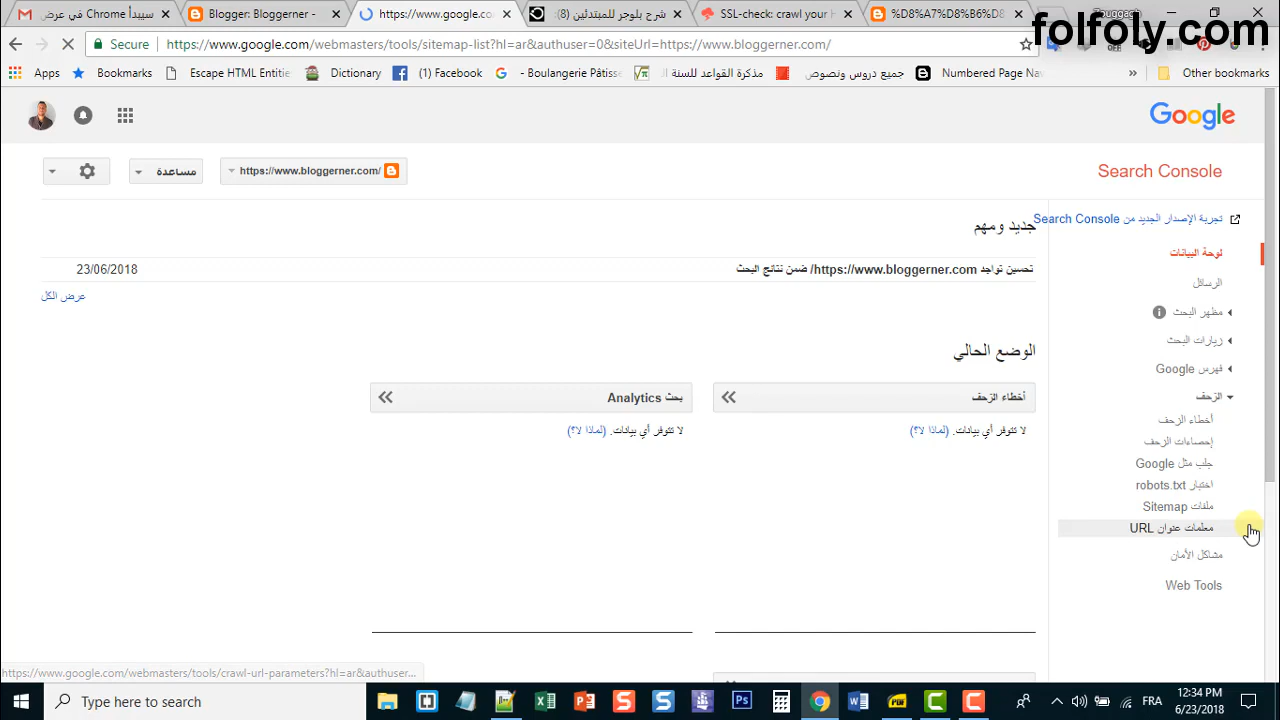 folfoly.com
سيبدأ Chrome في عرض
Blogger: Bloggerner -
https://www.google.co
شرح بلوجر للمبتدئين (8):
SSL-check: crawl your H
%D8%A7%D8%B6%D8
Secure
https://www.google.com/webmasters/tools/sitemap-list?hl=ar&authuser=0&siteUrl=https://www.bloggerner.com/
Apps
Bookmarks
Escape HTML Entitie
Dictionary
(1) Facebook
- Boulangerie Pâtisse
مذكرة القواعد للسنة ال
جميع دروس ونصوص
Numbered Page Nav
»
Other bookmarks
Google
Search Console
https://www.bloggerner.com/
مساعدة
تجربة الإصدار الجديد من Search Console
لوحة البيانات
الرسائل
مظهر البحث
زيارات البحث
فهرس Google
الزحف
أخطاء الزحف
إحصاءات الزحف
جلب مثل Google
اختبار robots.txt
ملفات Sitemap
معلمات عنوان URL
مشاكل الأمان
Web Tools
جديد ومهم
تحسين تواجد https://www.bloggerner.com/ ضمن نتائج البحث
23/06/2018
عرض الكل
الوضع الحالي
أخطاء الزحف
لا تتوفر أي بيانات. (لماذا لا؟)
بحث Analytics
لا تتوفر أي بيانات. (لماذا لا؟)
https://www.google.com/webmasters/tools/crawl-url-parameters?hl=ar&authuser...
Type here to search
FRA
12:34 PM
6/23/2018